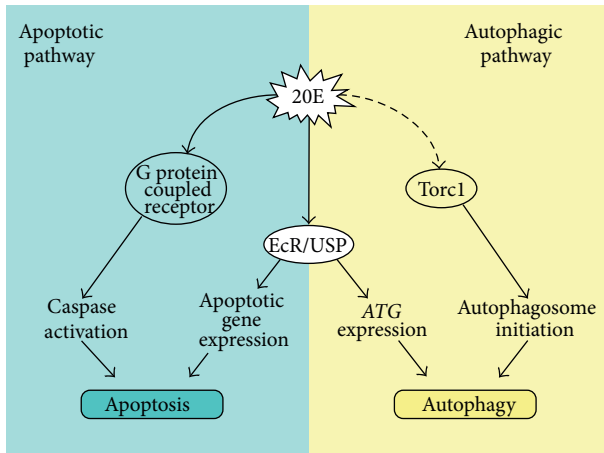 Apoptotic
pathway
Autophagic
pathway
20E
G protein
coupled
receptor
Torc1
EcR/USP
Caspase
activation
Apoptotic
gene
expression
ATG
expression
Autophagosome
initiation
Apoptosis
Autophagy